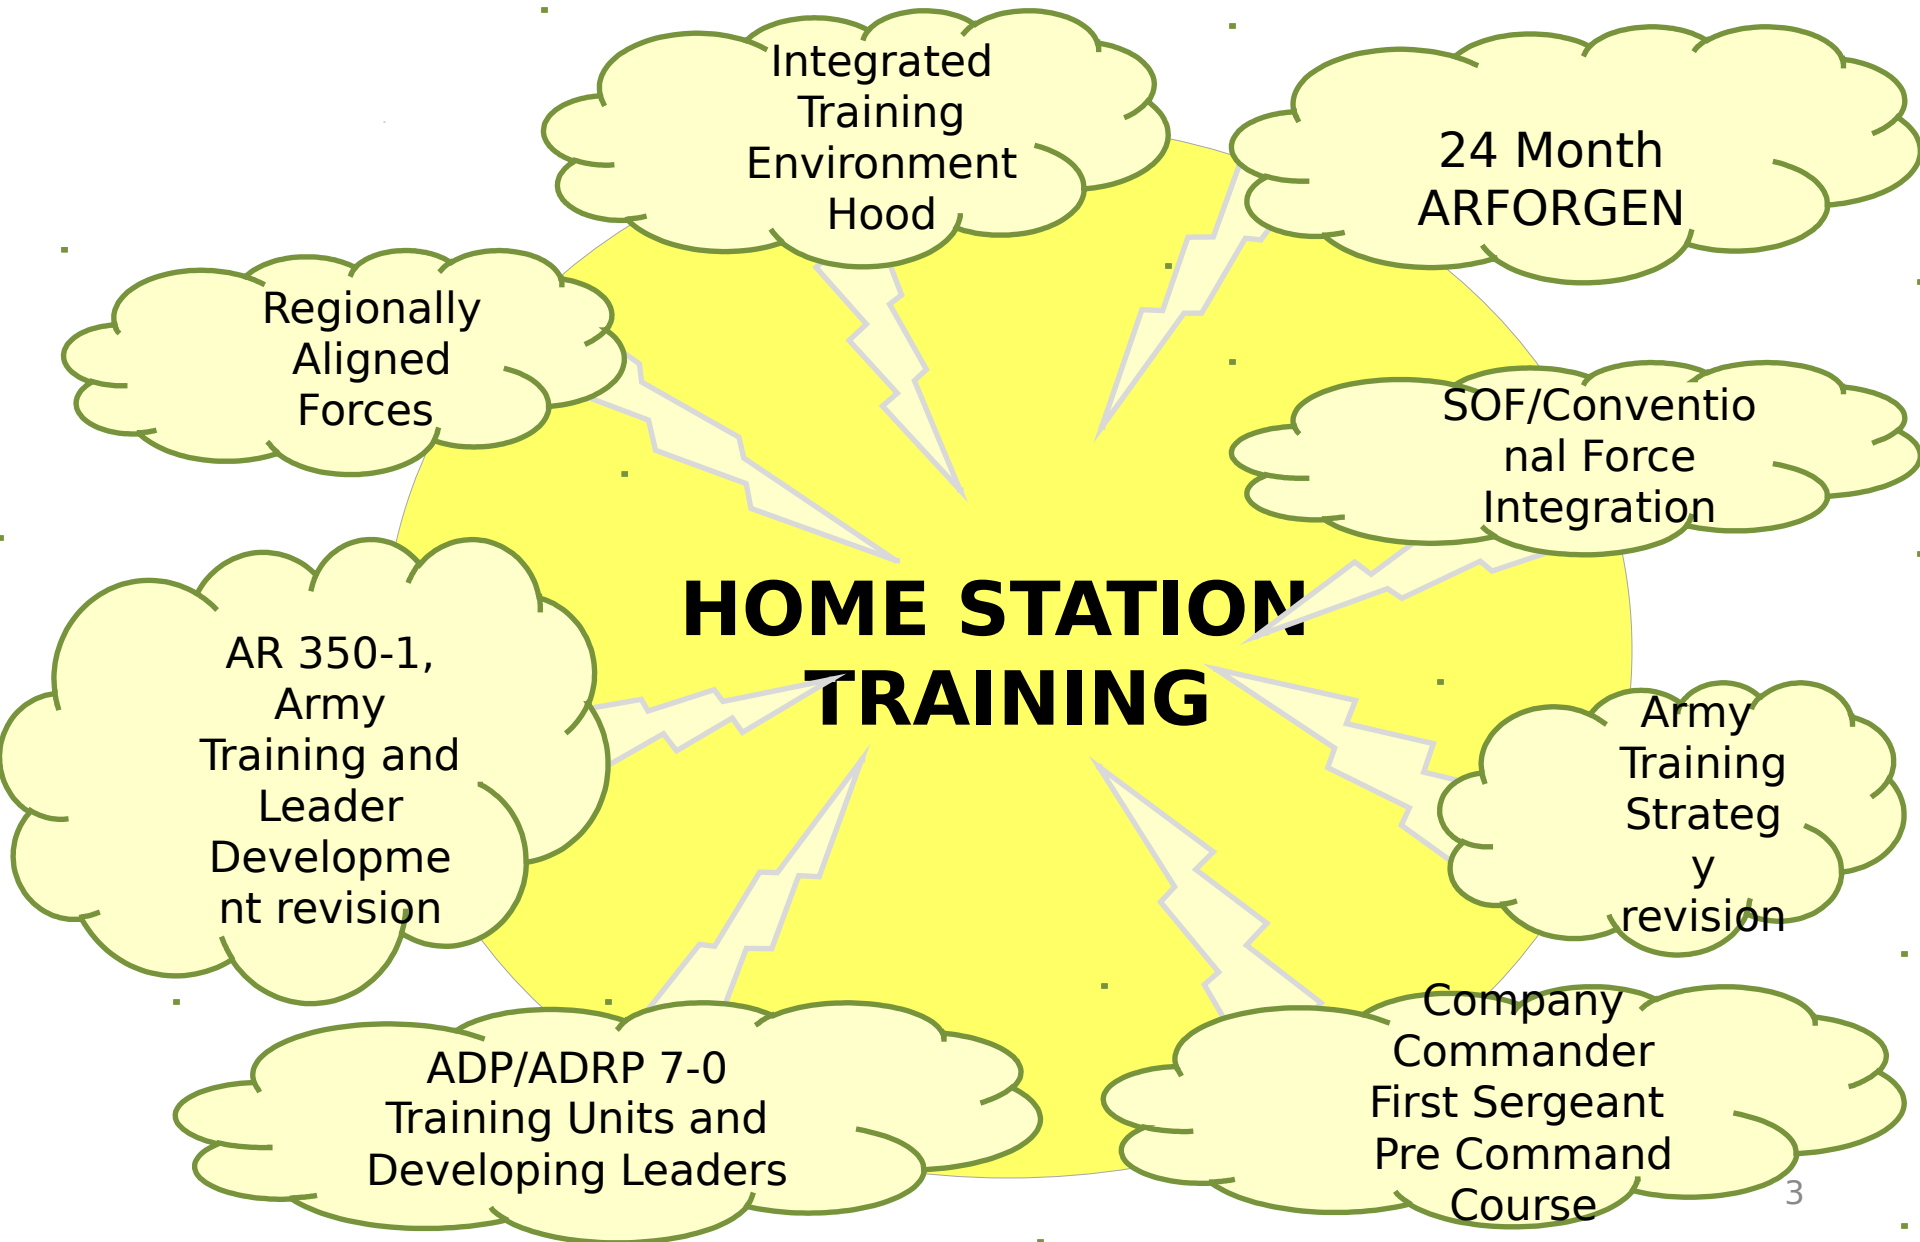 Integrated
Training
Environment
Hood
24 Month
ARFORGEN
Regionally
Aligned
Forces
SOF/Conventio
nal Force
Integration
HOME STATION
TRAINING
AR 350-1,
Army
Training and
Leader
Developme
nt revision
Army
Training
Strateg
y
revision
ADP/ADRP 7-0
Training Units and
Developing Leaders
Company
Commander
First Sergeant
Pre Command
Course
3